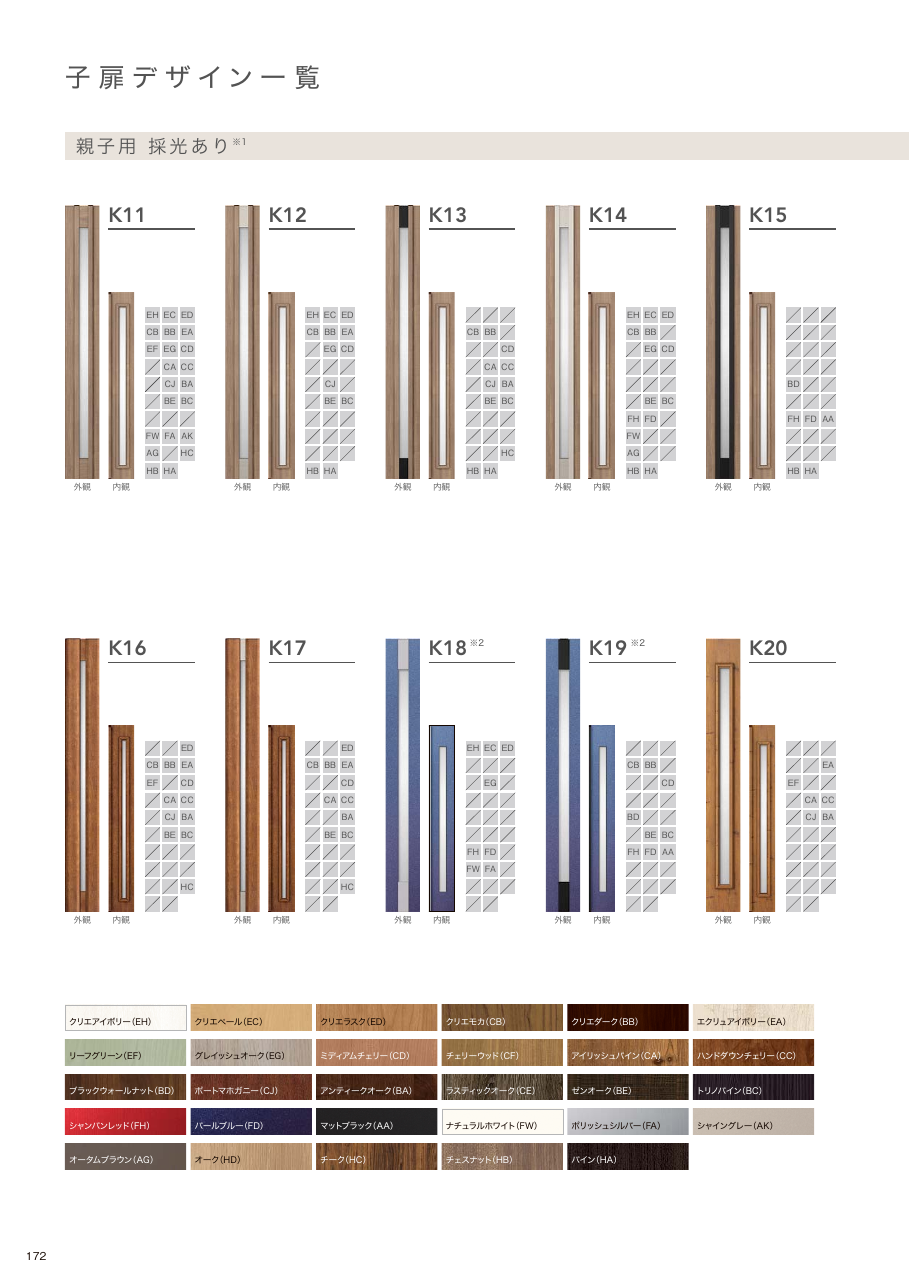 子扉デザイン一覧
親子用 採光あり※1
K11
EH EC ED
CB BB EA
EF EG CD
CA CC
CJ BA
BE BC
FW FA AK
AG HC
HB HA
外観 内観
K12
EH EC ED
CB BB EA
EG CD
CJ
BE BC
HB HA
外観 内観
K13
CB BB
CD
CA CC
CJ BA
BE BC
HC
HB HA
外観 内観
K14
EH EC ED
CB BB
EG CD
BE BC
FH FD
FW
AG
HB HA
外観 内観
K15
BD
FH FD AA
HB HA
外観 内観
K16
ED
CB BB EA
EF CD
CA CC
CJ BA
BE BC
HC
外観 内観
K17
ED
CB BB EA
CD
CA CC
BA
BE BC
HC
外観 内観
K18 ※2
EH EC ED
EG
FH FD
FW FA
外観 内観
K19 ※2
CB BB
CD
BD
BE BC
FH FD AA
外観 内観
K20
EA
EF
CA CC
CJ BA
外観 内観
クリエアイボリー(EH) クリエペール(EC) クリエラスク(ED) クリエモカ(CB) クリエダーク(BB) エクリュアイボリー(EA)
リーフグリーン(EF) グレイッシュオーク(EG) ミディアムチェリー(CD) チェリーウッド(CF) アイリッシュパイン(CA) ハンドダウンチェリー(CC)
ブラックウォールナット(BD) ポートマホガニー(CJ) アンティークオーク(BA) ラスティックオーク(CE) ゼンオーク(BE) トリノパイン(BC)
シャンパンレッド(FH) パールブルー(FD) マットブラック(AA) ナチュラルホワイト(FW) ポリッシュシルバー(FA) シャイングレー(AK)
オータムブラウン(AG) オーク(HD) チーク(HC) チェスナット(HB) パイン(HA)
172